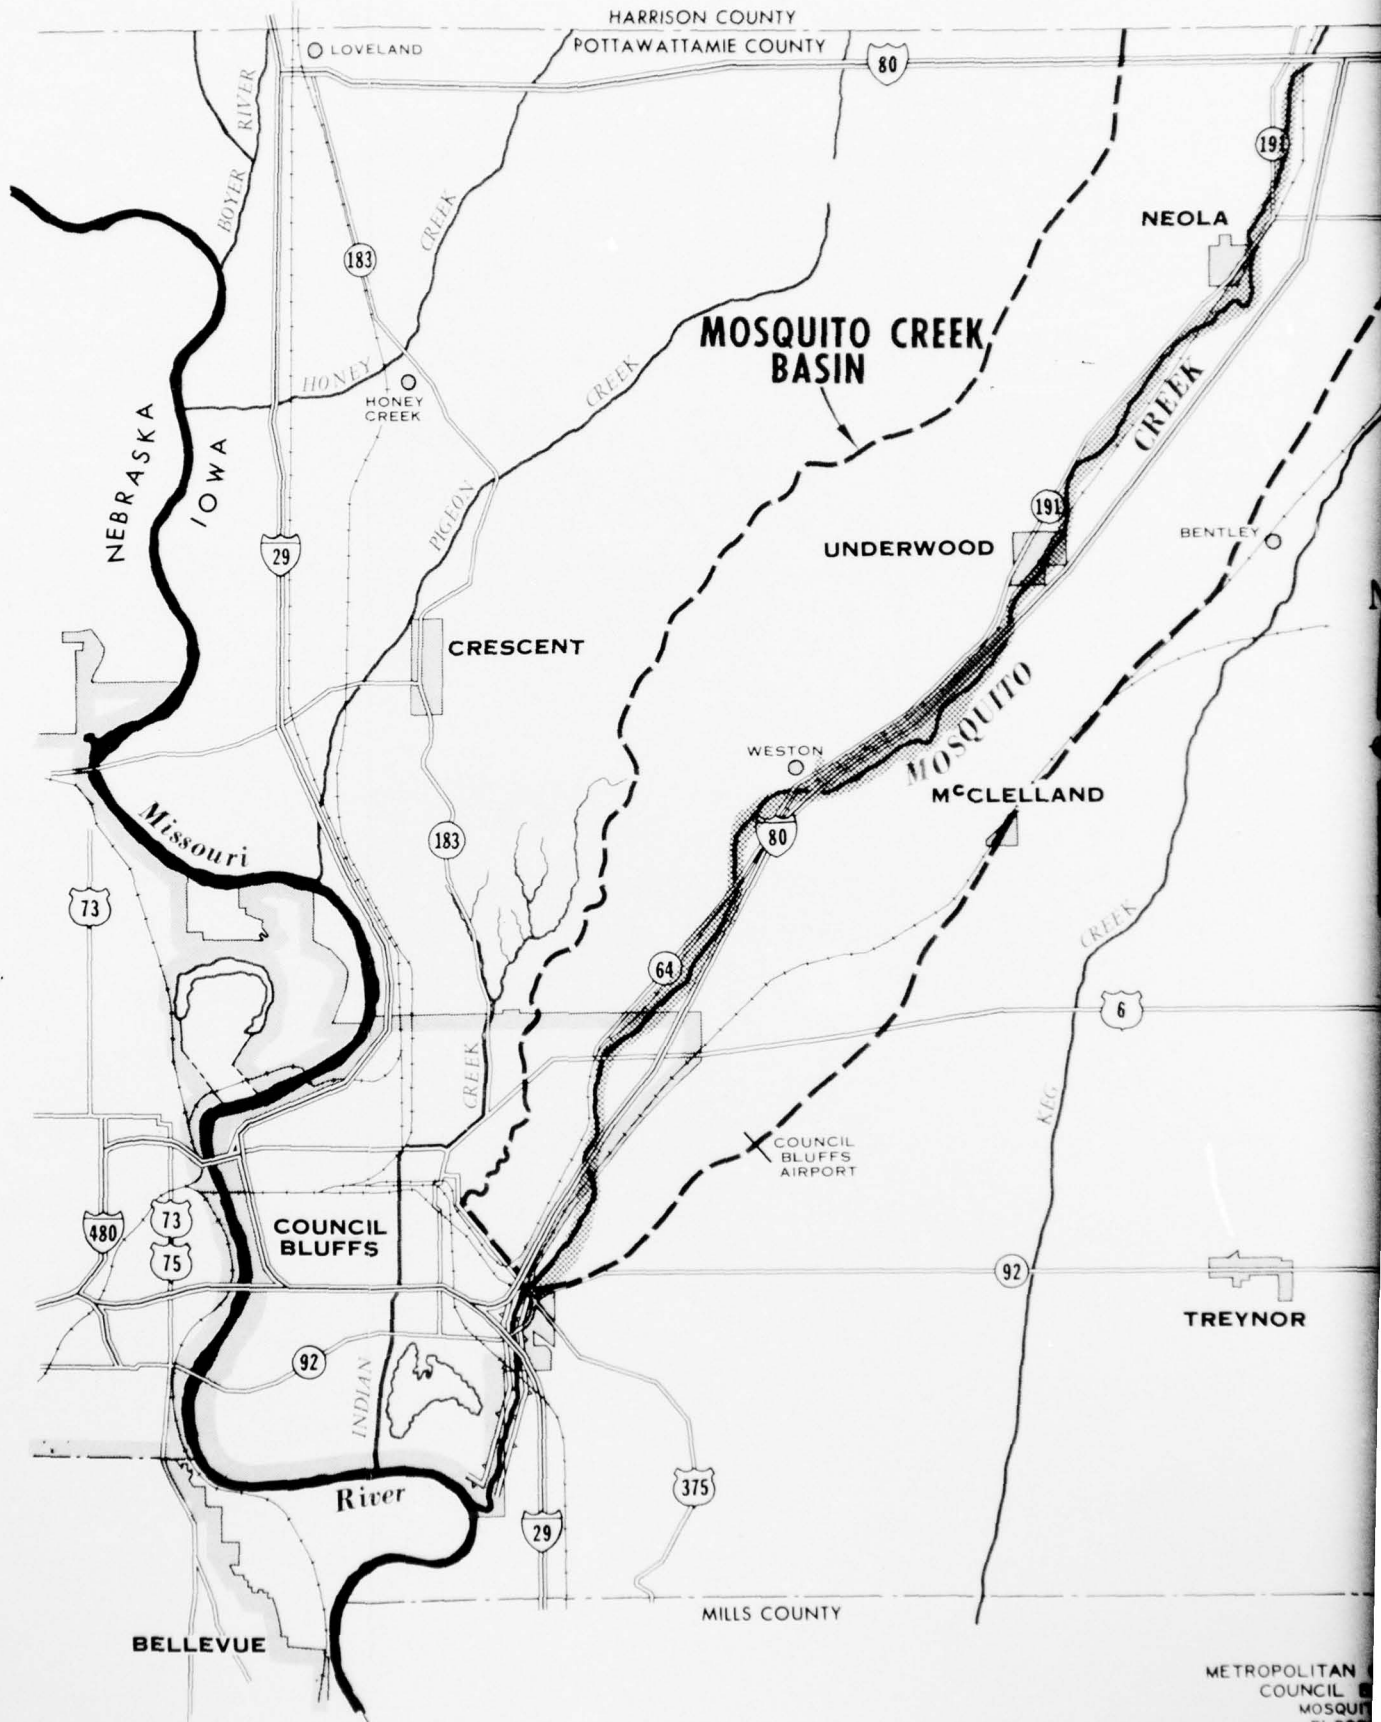 HARRISON COUNTY
POTTAWATTAMIE COUNTY
LOVELAND
80
BOYER RIVER
191
NEOLA
183
HONEY CREEK
HONEY
CREEK
MOSQUITO CREEK
BASIN
PIGEON CREEK
NEBRASKA
IOWA
29
191
UNDERWOOD
BENTLEY
CRESCENT
MOSQUITO CREEK
WESTON
MCCLELLAND
80
Missouri
183
73
64
KEG CREEK
6
COUNCIL
BLUFFS
AIRPORT
INDIAN CREEK
480
73
75
COUNCIL
BLUFFS
92
92
TREYNOR
River
375
29
MILLS COUNTY
BELLEVUE
METROPOLITAN
COUNCIL